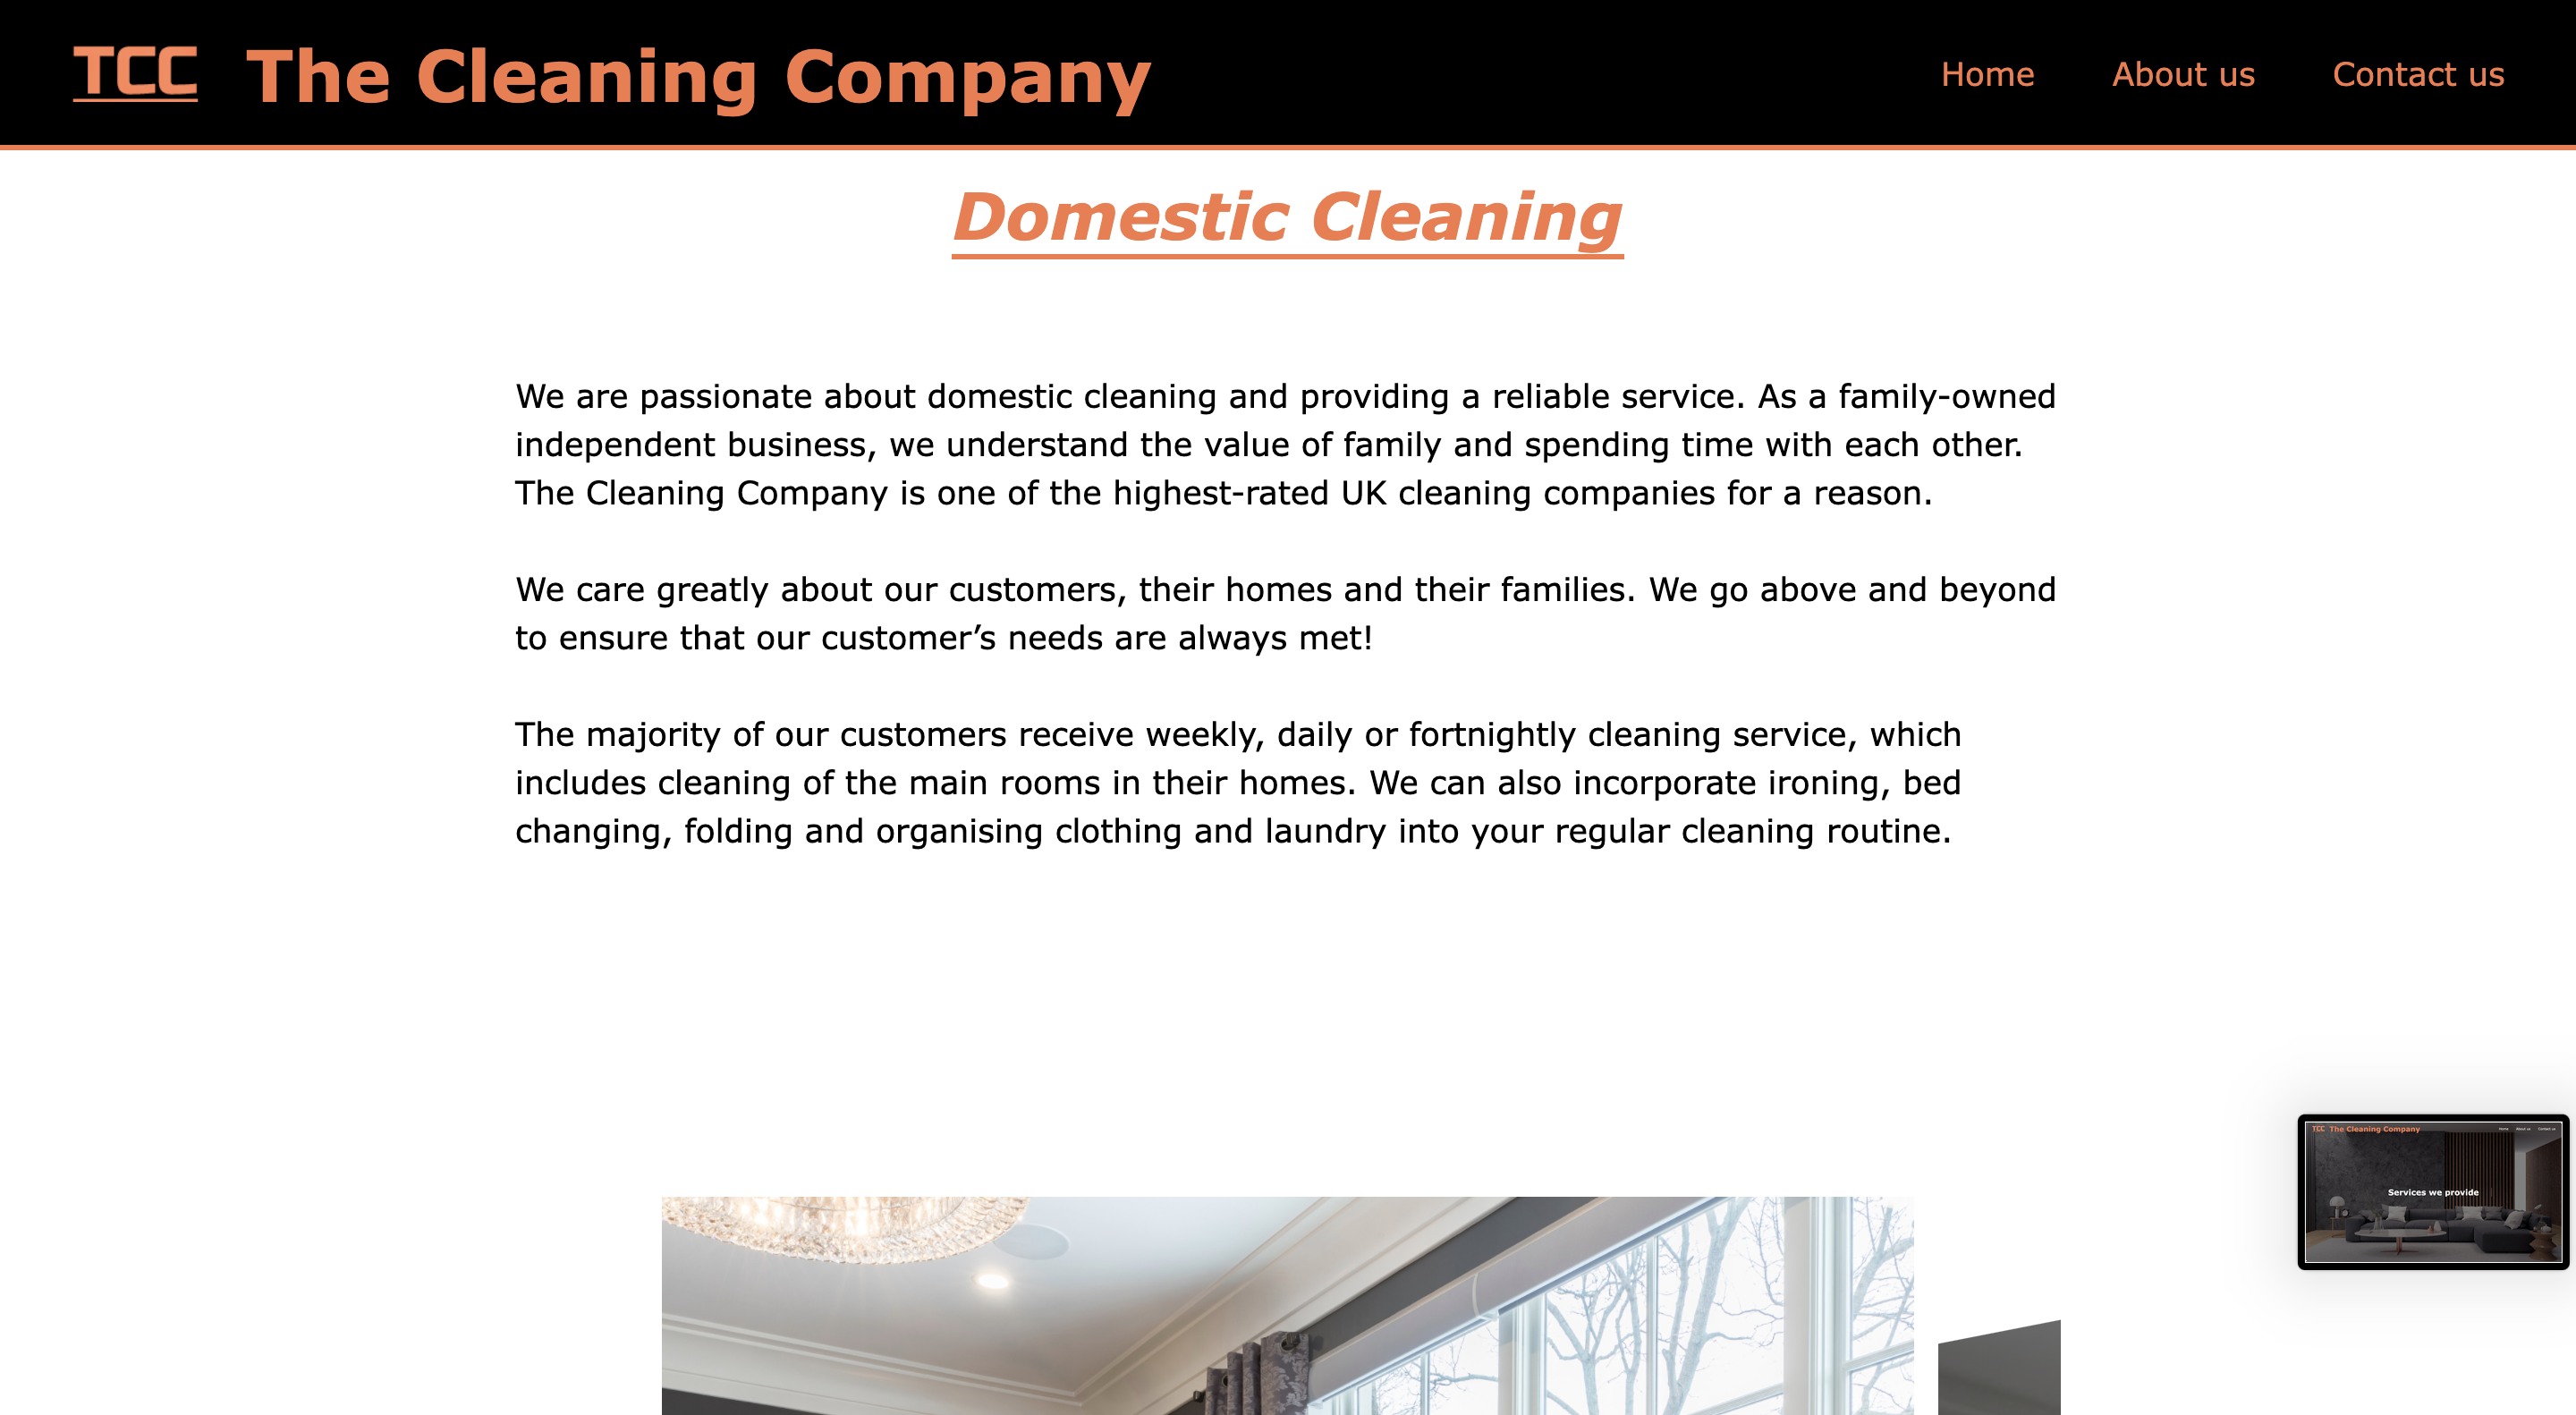 TCC The Cleaning Company Home About us Contact us
Domestic Cleaning
We are passionate about domestic cleaning and providing a reliable service. As a family-owned
independent business, we understand the value of family and spending time with each other.
The Cleaning Company is one of the highest-rated UK cleaning companies for a reason.
We care greatly about our customers, their homes and their families. We go above and beyond
to ensure that our customer’s needs are always met!
The majority of our customers receive weekly, daily or fortnightly cleaning service, which
includes cleaning of the main rooms in their homes. We can also incorporate ironing, bed
changing, folding and organising clothing and laundry into your regular cleaning routine.
TCC The Cleaning Company Home About us Contact us
Services we provide